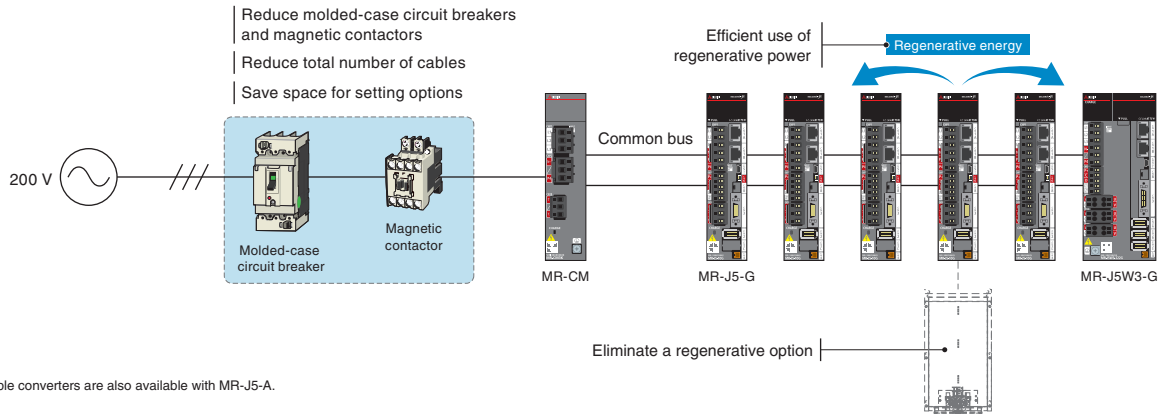 Reduce molded-case circuit breakers
and magnetic contactors
Reduce total number of cables
Save space for setting options
Efficient use of
regenerative power
Regenerative energy
200 V
Molded-case
circuit breaker
Magnetic
contactor
Common bus
MR-CM
MR-J5-G
MR-J5W3-G
Eliminate a regenerative option
converters are also available with MR-J5-A.